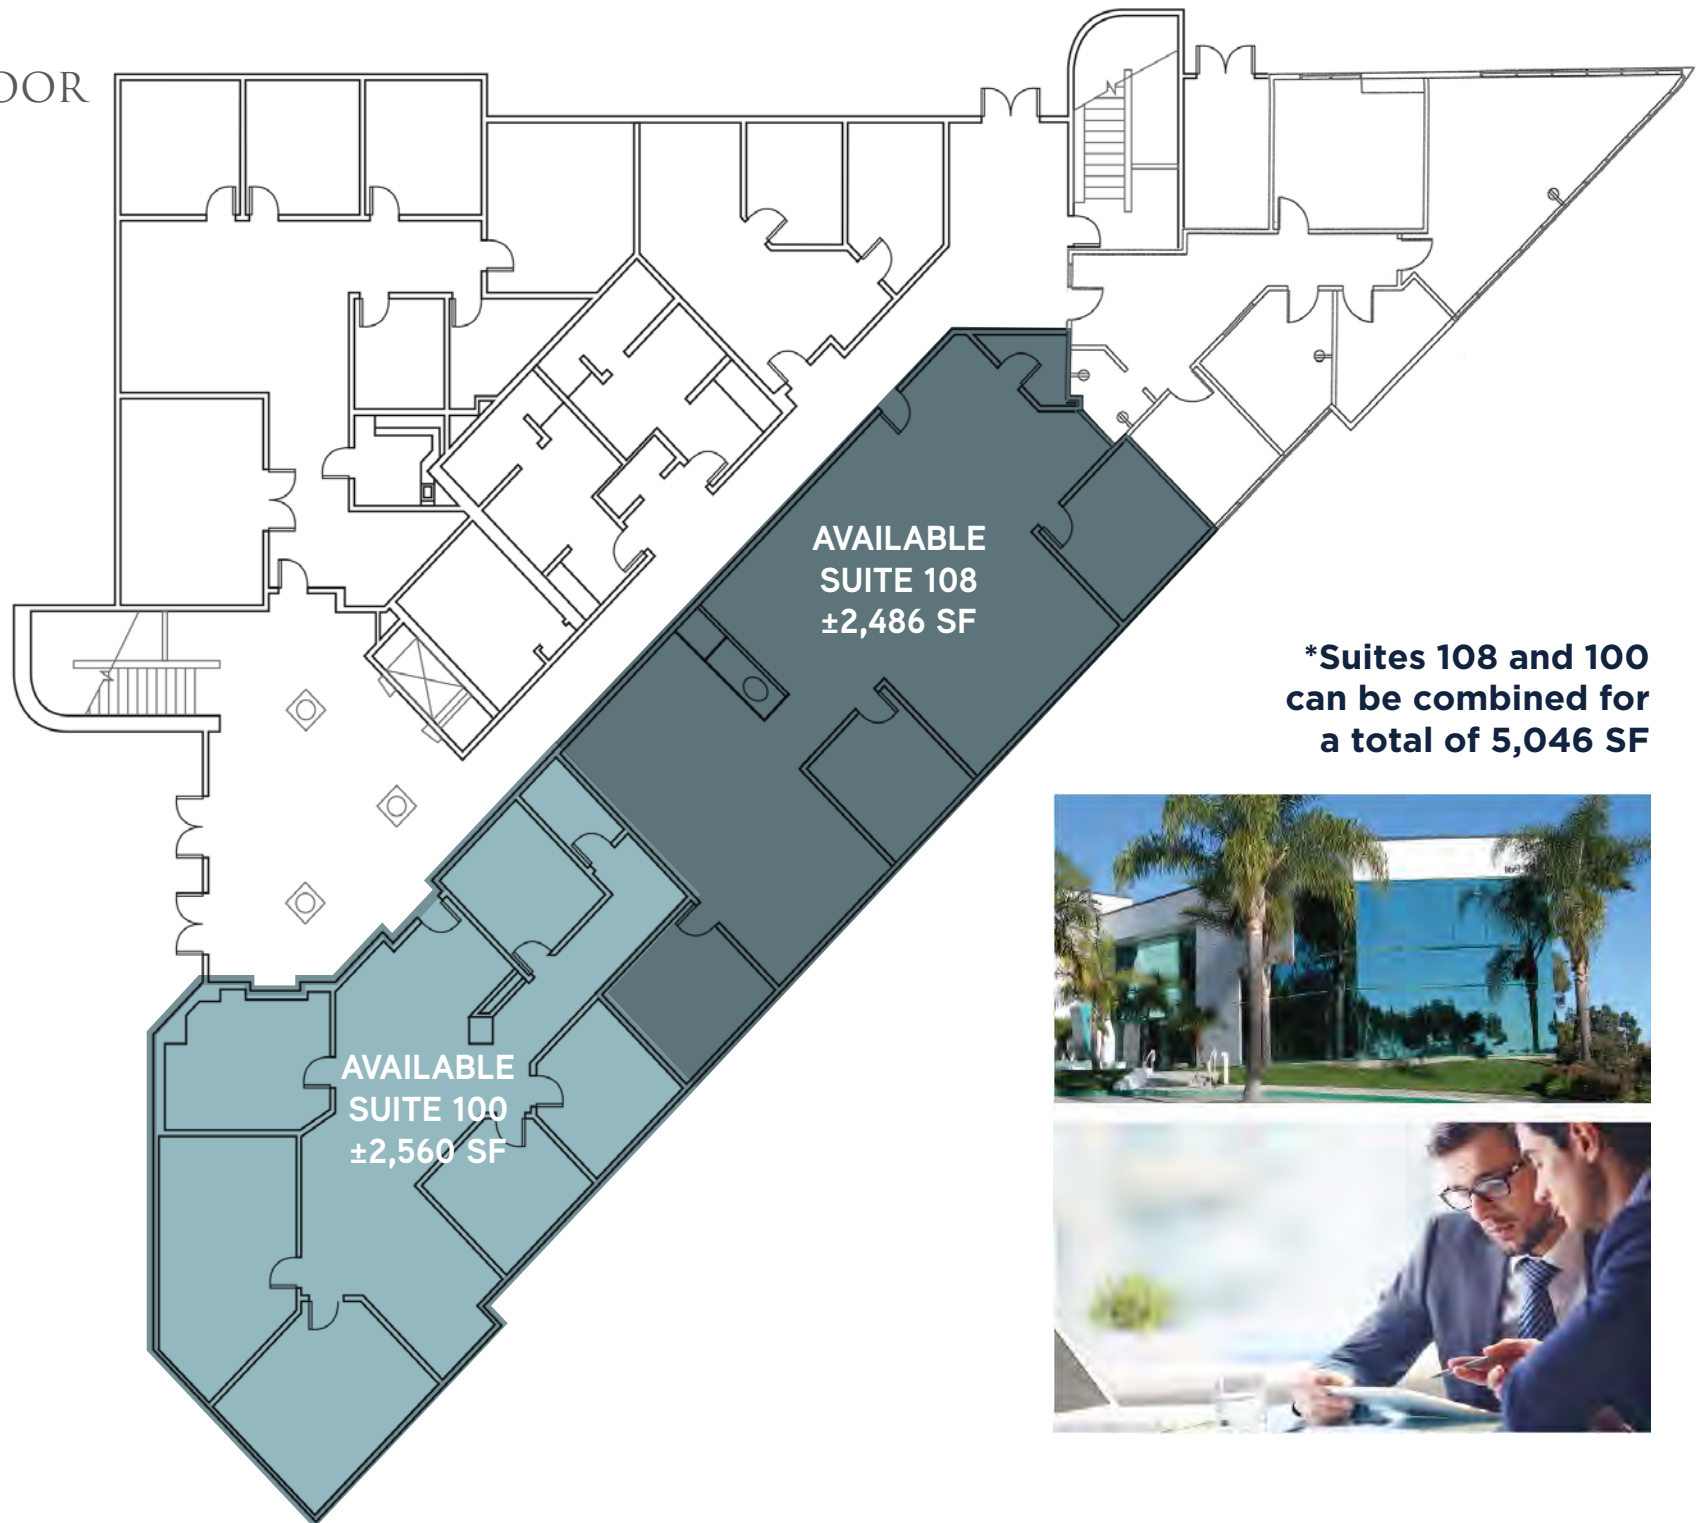 OOR
AVAILABLE
SUITE 108
±2,486 SF
*Suites 108 and 100
can be combined for
a total of 5,046 SF
AVAILABLE
SUITE 100
±2,560 SF